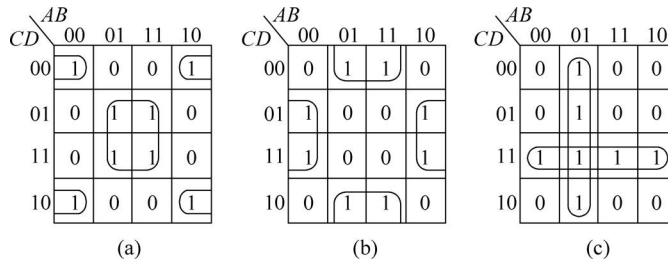 AB AB AB
CD 00 01 11 10 CD 00 01 11 10 CD 00 01 11 10
00 1 0 0 1 00 0 1 1 0 00 0 1 0 0
01 0 1 1 0 01 1 0 0 1 01 0 1 0 0
11 0 1 1 0 11 1 0 0 1 11 1 1 1 1
10 1 0 0 1 10 0 1 1 0 10 0 1 0 0
(a) (b) (c)